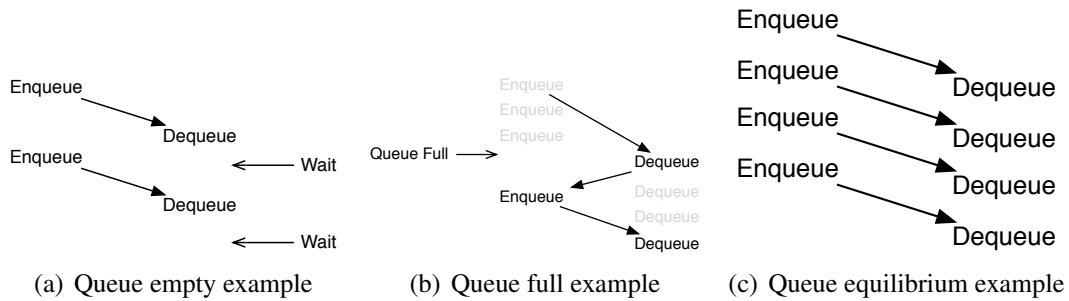 Enqueue
Dequeue
Wait
Enqueue
Dequeue
Wait
(a) Queue empty example
Enqueue
Enqueue
Enqueue
Queue Full
Dequeue
Enqueue
Dequeue
Dequeue
Dequeue
(b) Queue full example
Enqueue
Dequeue
Enqueue
Dequeue
Enqueue
Dequeue
Enqueue
Dequeue
(c) Queue equilibrium example